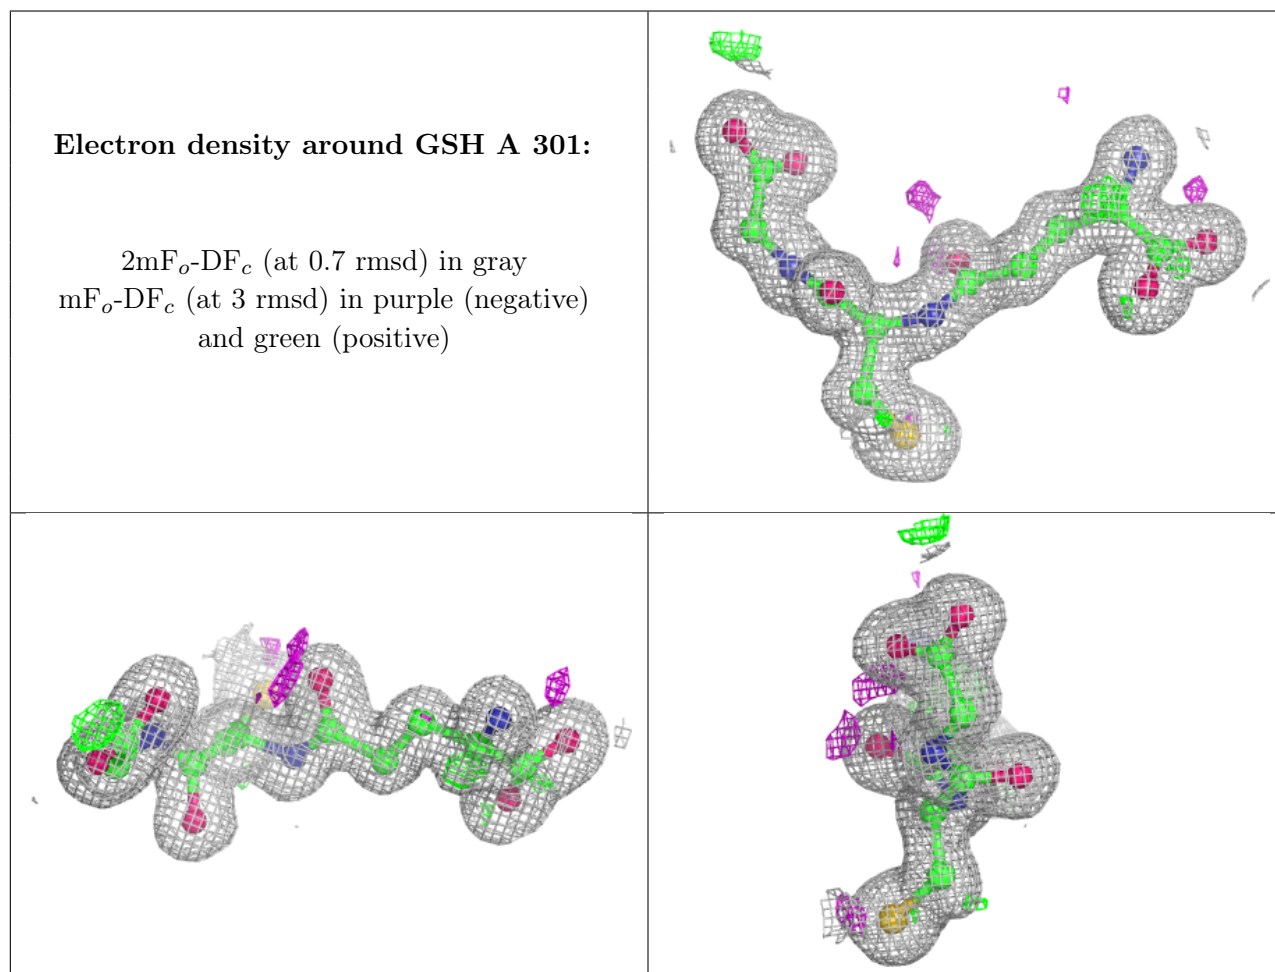 Electron density around GSH A 301:
2mFo-DFc (at 0.7 rmsd) in gray
mFo-DFc (at 3 rmsd) in purple (negative)
and green (positive)